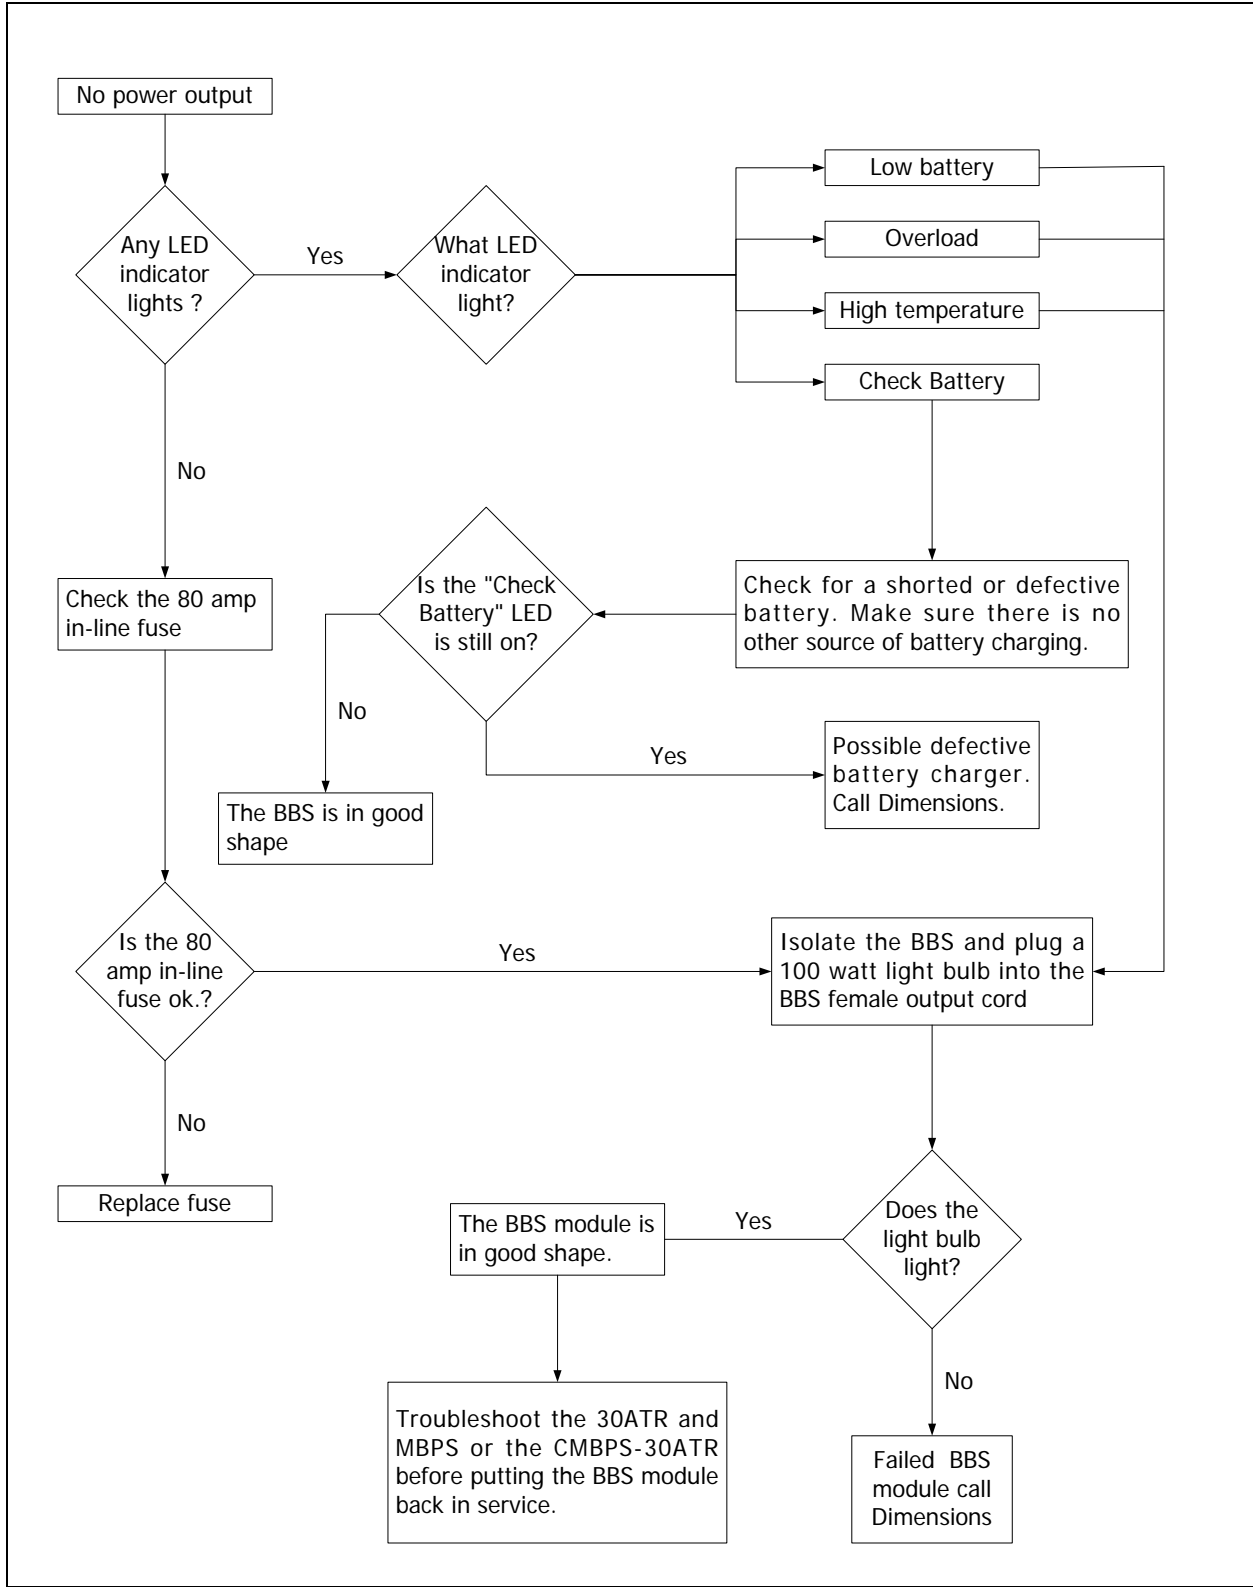 No power output
Any LED
indicator
lights ?
Yes
What LED
indicator
light?
Low battery
Overload
High temperature
Check Battery
No
Check the 80 amp
in-line fuse
Is the "Check
Battery" LED
is still on?
Check for a shorted or defective
battery. Make sure there is no
other source of battery charging.
No
Yes
Possible defective
battery charger.
Call Dimensions.
The BBS is in good
shape
Is the 80
amp in-line
fuse ok.?
Yes
Isolate the BBS and plug a
100 watt light bulb into the
BBS female output cord
No
Replace fuse
The BBS module is
in good shape.
Yes
Does the
light bulb
light?
No
Troubleshoot the 30ATR and
MBPS or the CMBPS-30ATR
before putting the BBS module
back in service.
Failed BBS
module call
Dimensions